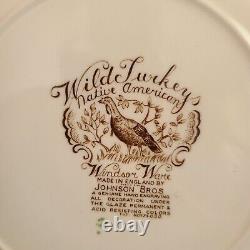 Wild Turkeys
Native American
Windsor Ware
MADE IN ENGLAND BY
JOHNSON BROS
A GENUINE HAND ENGRAVING
ALL DECORATION UNDER
THE GLAZE PERMANENT &
ACID RESISTING COLORS